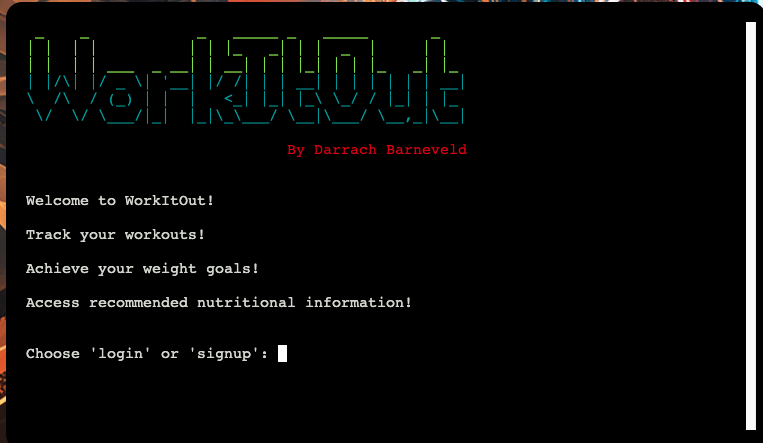 WorkItOut
By Darrach Barneveld
Welcome to WorkItOut!
Track your workouts!
Achieve your weight goals!
Access recommended nutritional information!
Choose 'login' or 'signup':